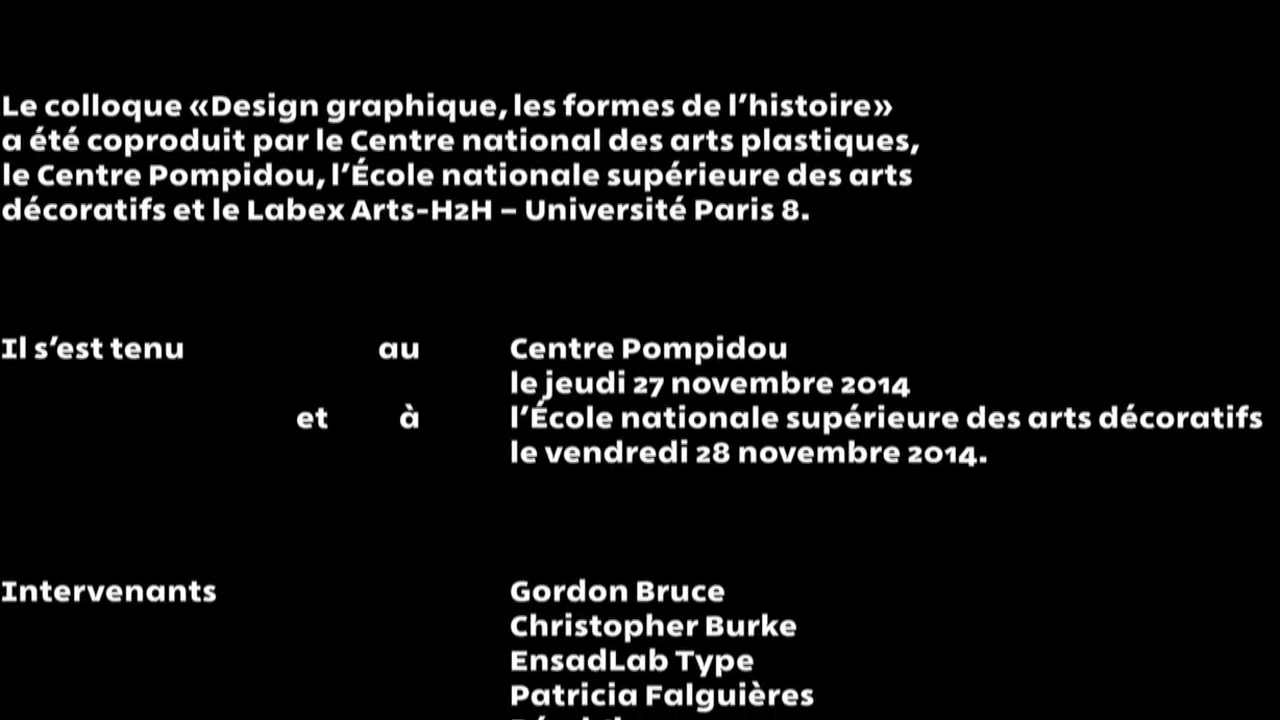 Le colloque «Design graphique, les formes de l’histoire»
a été coproduit par le Centre national des arts plastiques,
le Centre Pompidou, l’École nationale supérieure des arts
décoratifs et le Labex Arts-H2H – Université Paris 8.
Il s’est tenu au Centre Pompidou
le jeudi 27 novembre 2014
et à l’École nationale supérieure des arts décoratifs
le vendredi 28 novembre 2014.
Intervenants Gordon Bruce
Christopher Burke
EnsadLab Type
Patricia Falguières